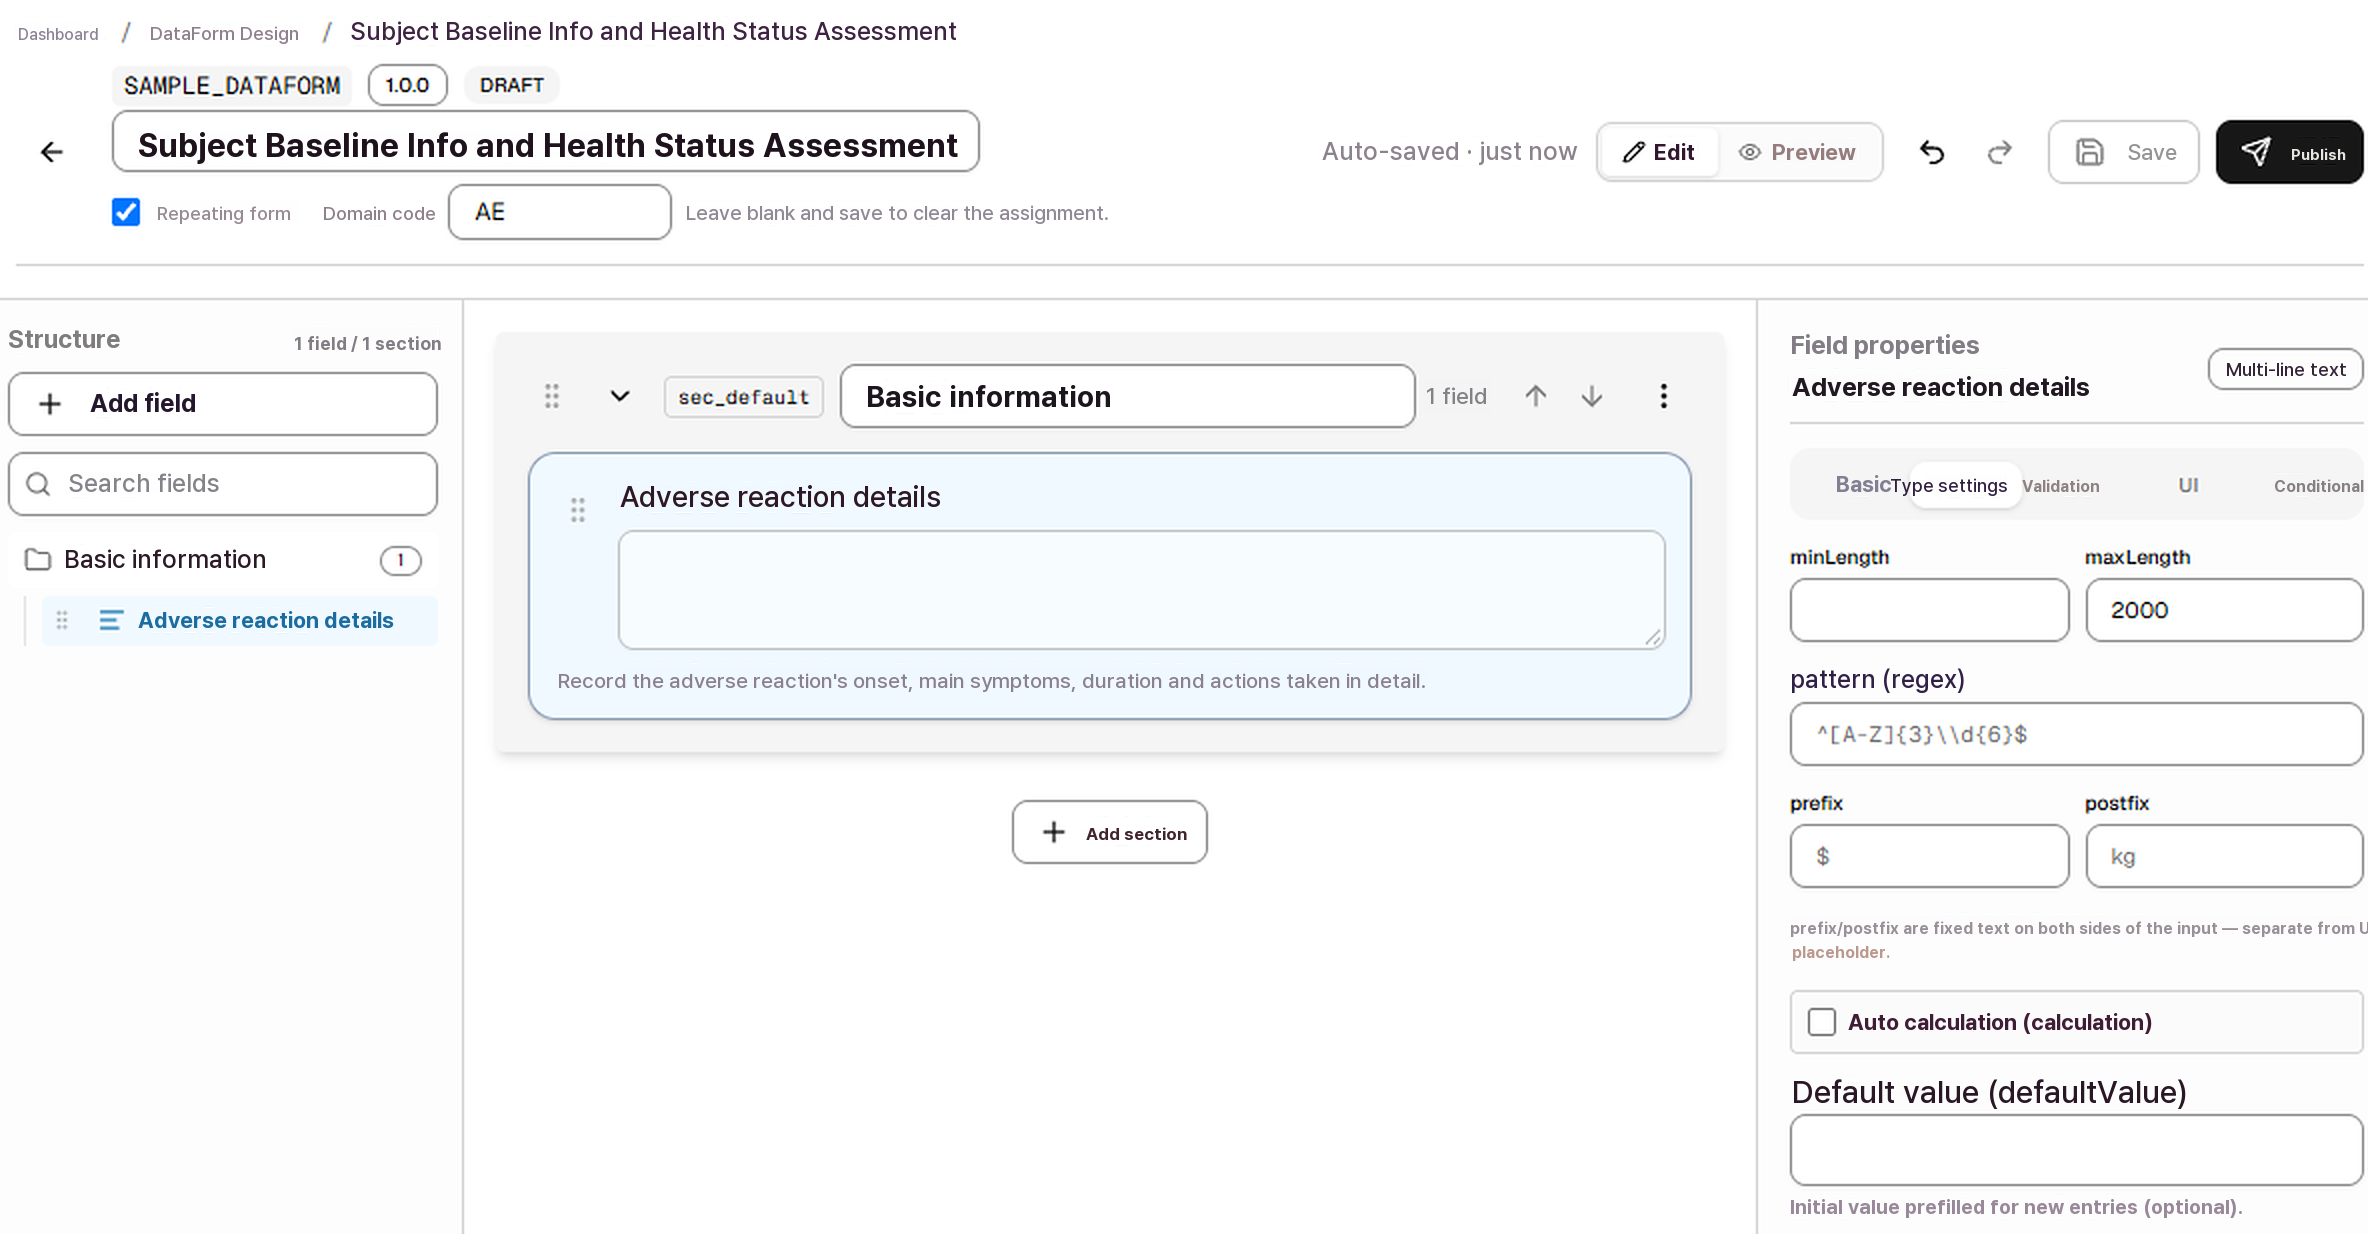 Dashboard / DataForm Design / Subject Baseline Info and Health Status Assessment
SAMPLE_DATAFORM 1.0.0 DRAFT
Subject Baseline Info and Health Status Assessment
Auto-saved · just now Edit Preview Save Publish
Repeating form Domain code AE Leave blank and save to clear the assignment.
Structure 1 field / 1 section
Add field
Search fields
Basic information 1
Adverse reaction details
sec_default Basic information 1 field
Adverse reaction details
Record the adverse reaction's onset, main symptoms, duration and actions taken in detail.
Add section
Field properties
Adverse reaction details Multi-line text
Basic Type settings Validation UI Conditional
minLength maxLength
2000
pattern (regex)
^[A-Z]{3}\\d{6}$
prefix postfix
$ kg
prefix/postfix are fixed text on both sides of the input — separate from U
placeholder.
Auto calculation (calculation)
Default value (defaultValue)
Initial value prefilled for new entries (optional).